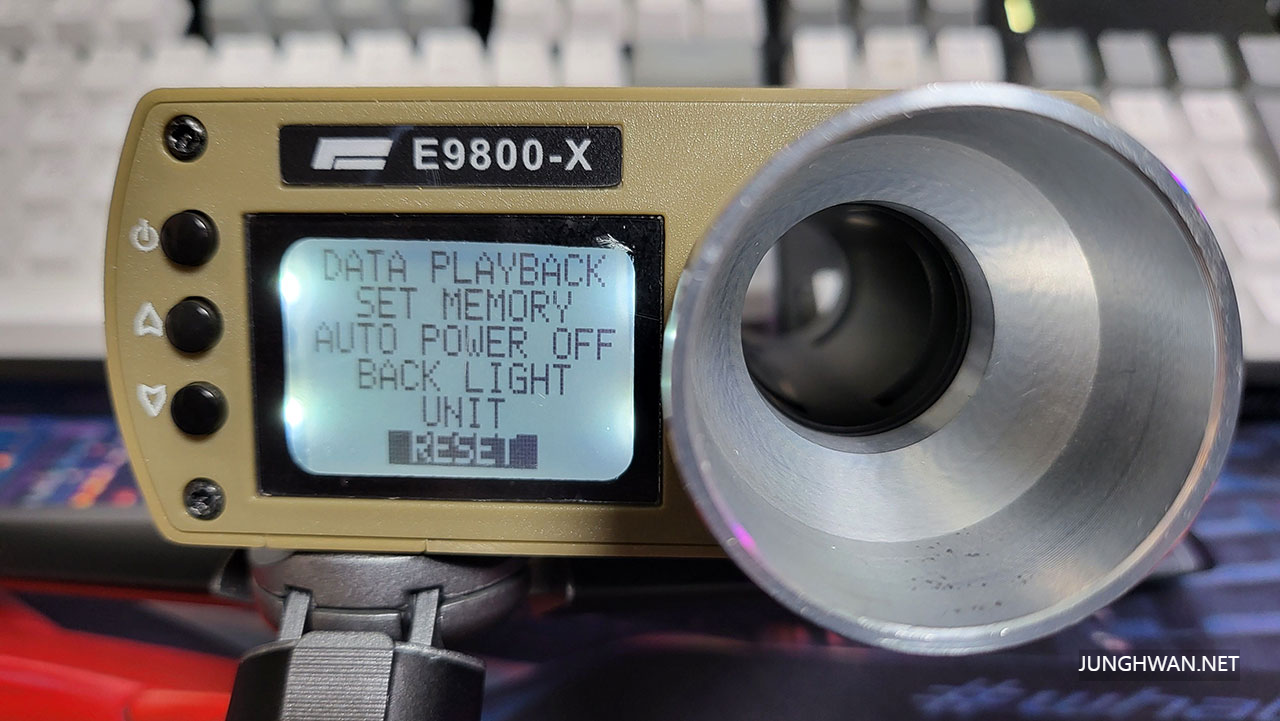 E9800-X
DATA PLAYBACK
SET MEMORY
AUTO POWER OFF
BACK LIGHT
UNIT
RESET
JUNGHWAN.NET